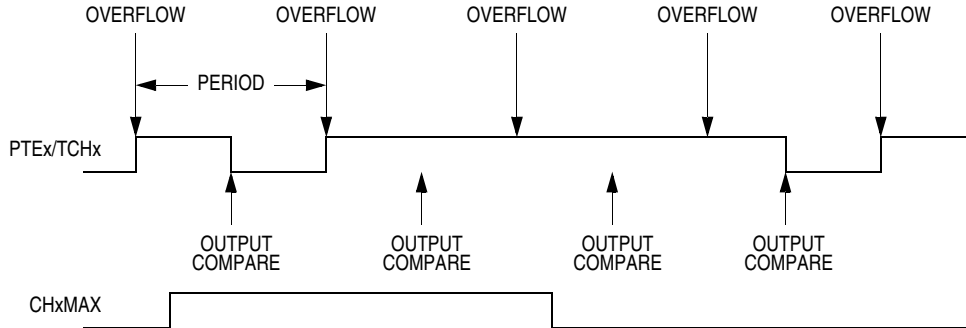 OVERFLOW OVERFLOW OVERFLOW OVERFLOW OVERFLOW
PERIOD
PTEx/TCHx
OUTPUT COMPARE
OUTPUT COMPARE
OUTPUT COMPARE
OUTPUT COMPARE
CHxMAX